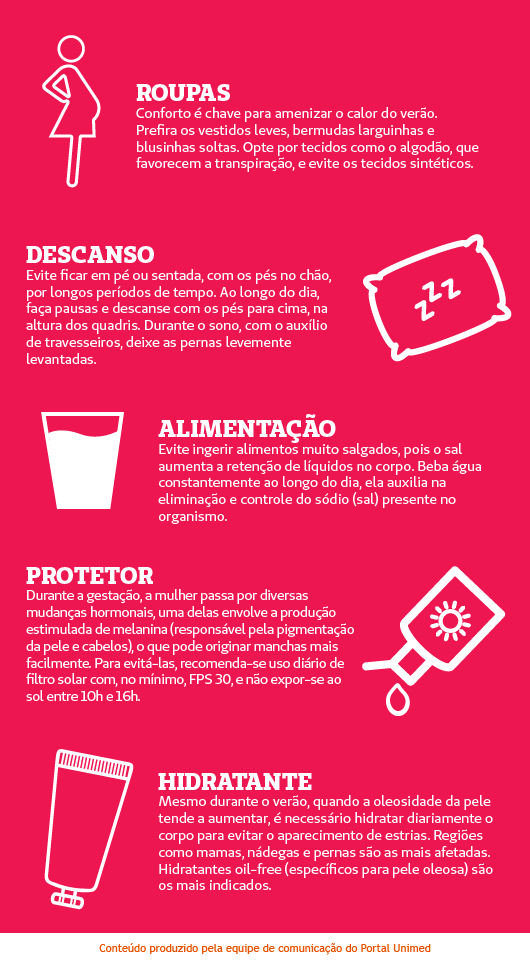 ROUPAS
Conforto é chave para amenizar o calor do verão.
Prefira os vestidos leves, bermudas larguinhas e
blusinhas soltas. Opte por tecidos como o algodão, que
favorecem a transpiração, e evite os tecidos sintéticos.
DESCANSO
Evite ficar em pé ou sentada, com os pés no chão,
por longos períodos de tempo. Ao longo do dia,
faça pausas e descanse com os pés para cima, na
altura dos quadris. Durante o sono, com o auxílio
de travesseiros, deixe as pernas levemente
levantadas.
zzz
ALIMENTAÇÃO
Evite ingerir alimentos muito salgados, pois o sal
aumenta a retenção de líquidos no corpo. Beba água
constantemente ao longo do dia, ela auxilia na
eliminação e controle do sódio (sal) presente no
organismo.
PROTETOR
Durante a gestação, a mulher passa por diversas
mudanças hormonais, uma delas envolve a produção
estimulada de melanina (responsável pela pigmentação
da pele e cabelos), o que pode originar manchas mais
facilmente. Para evitá-las, recomenda-se uso diário de
filtro solar com, no mínimo, FPS 30, e não expor-se ao
sol entre 10h e 16h.
HIDRATANTE
Mesmo durante o verão, quando a oleosidade da pele
tende a aumentar, é necessário hidratar diariamente o
corpo para evitar o aparecimento de estrias. Regiões
como mamas, nádegas e pernas são as mais afetadas.
Hidratantes oil-free (específicos para pele oleosa) são
os mais indicados.
Conteúdo produzido pela equipe de comunicação do Portal Unimed